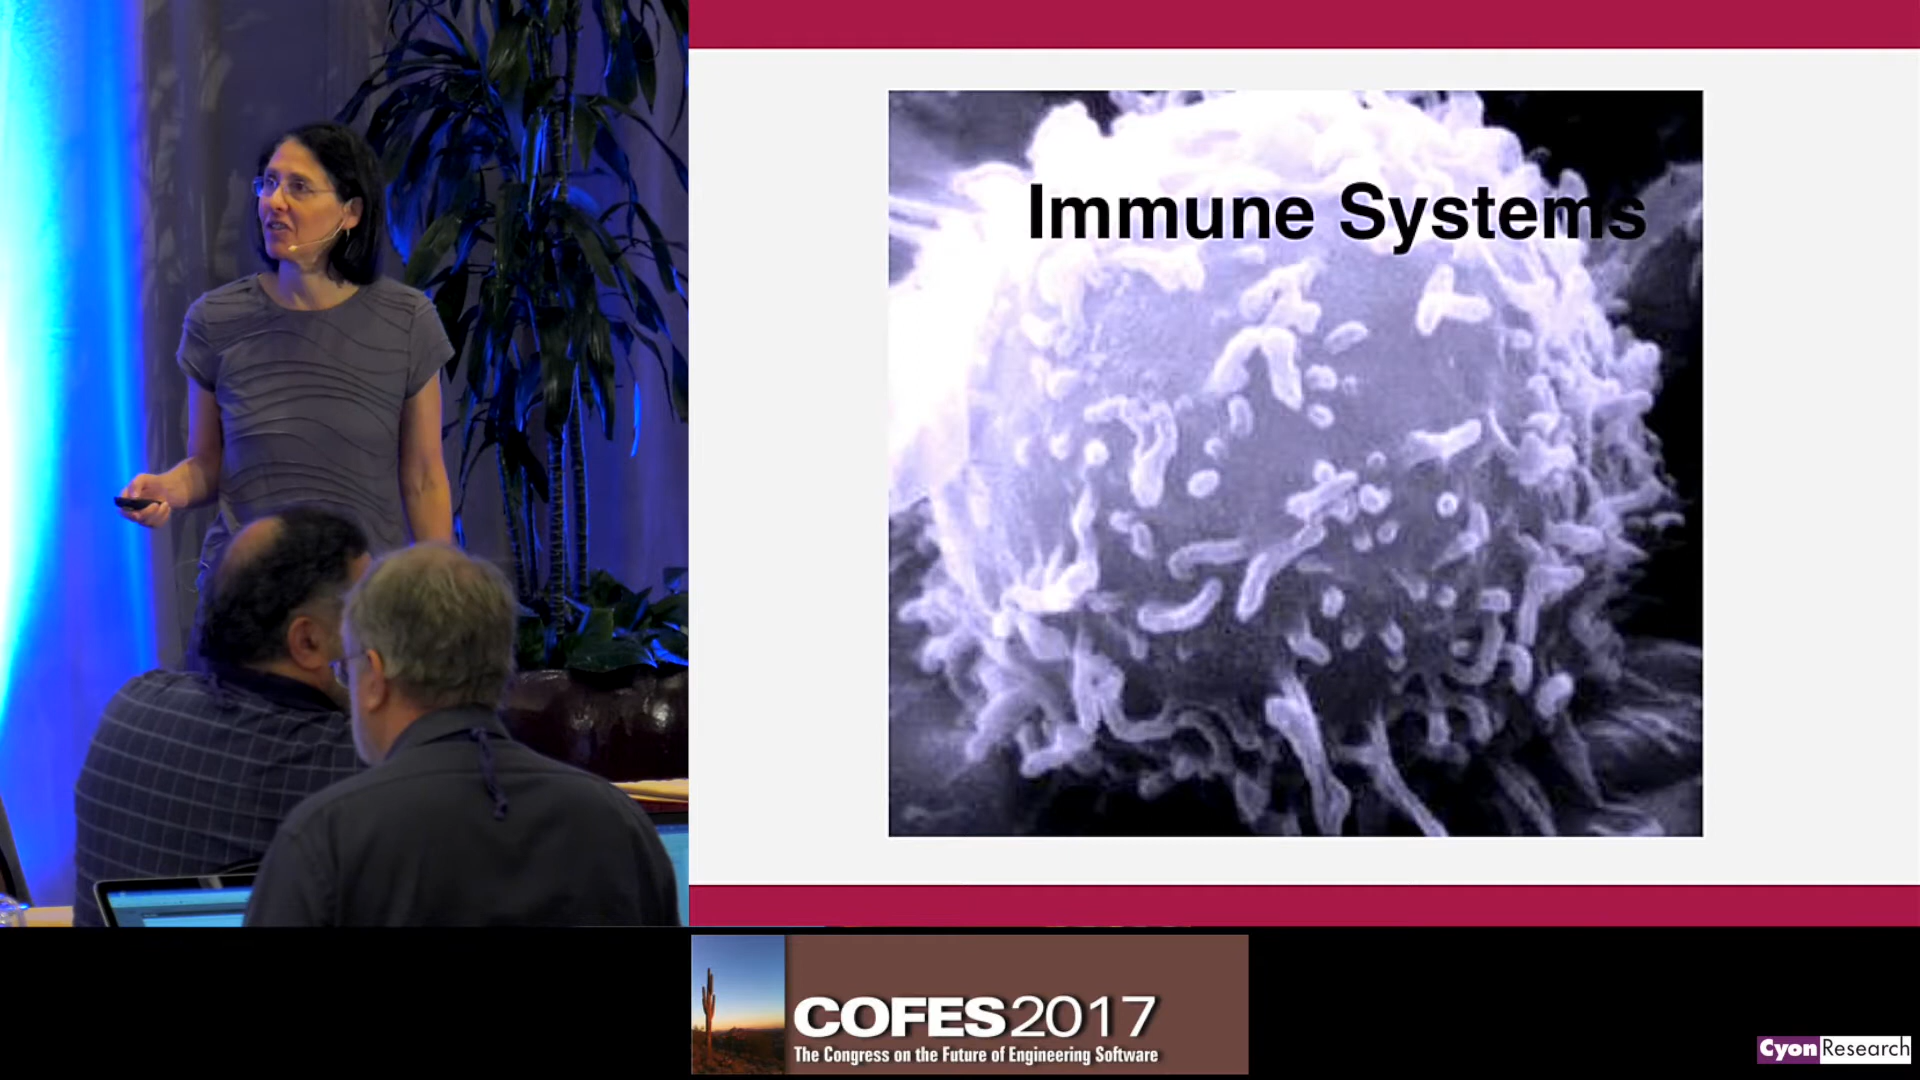 Immune Systems
COFES2017
The Congress on the Future of Engineering Software
CyonResearch